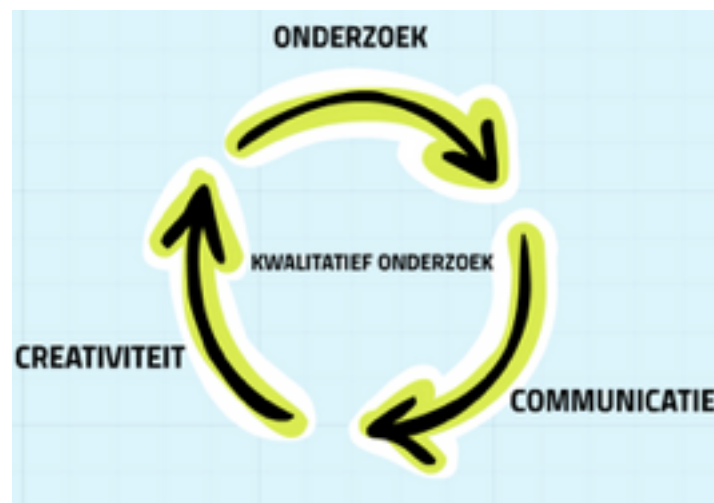 ONDERZOEK
KWALITATIEF ONDERZOEK
CREATIVITEIT
COMMUNICATIE